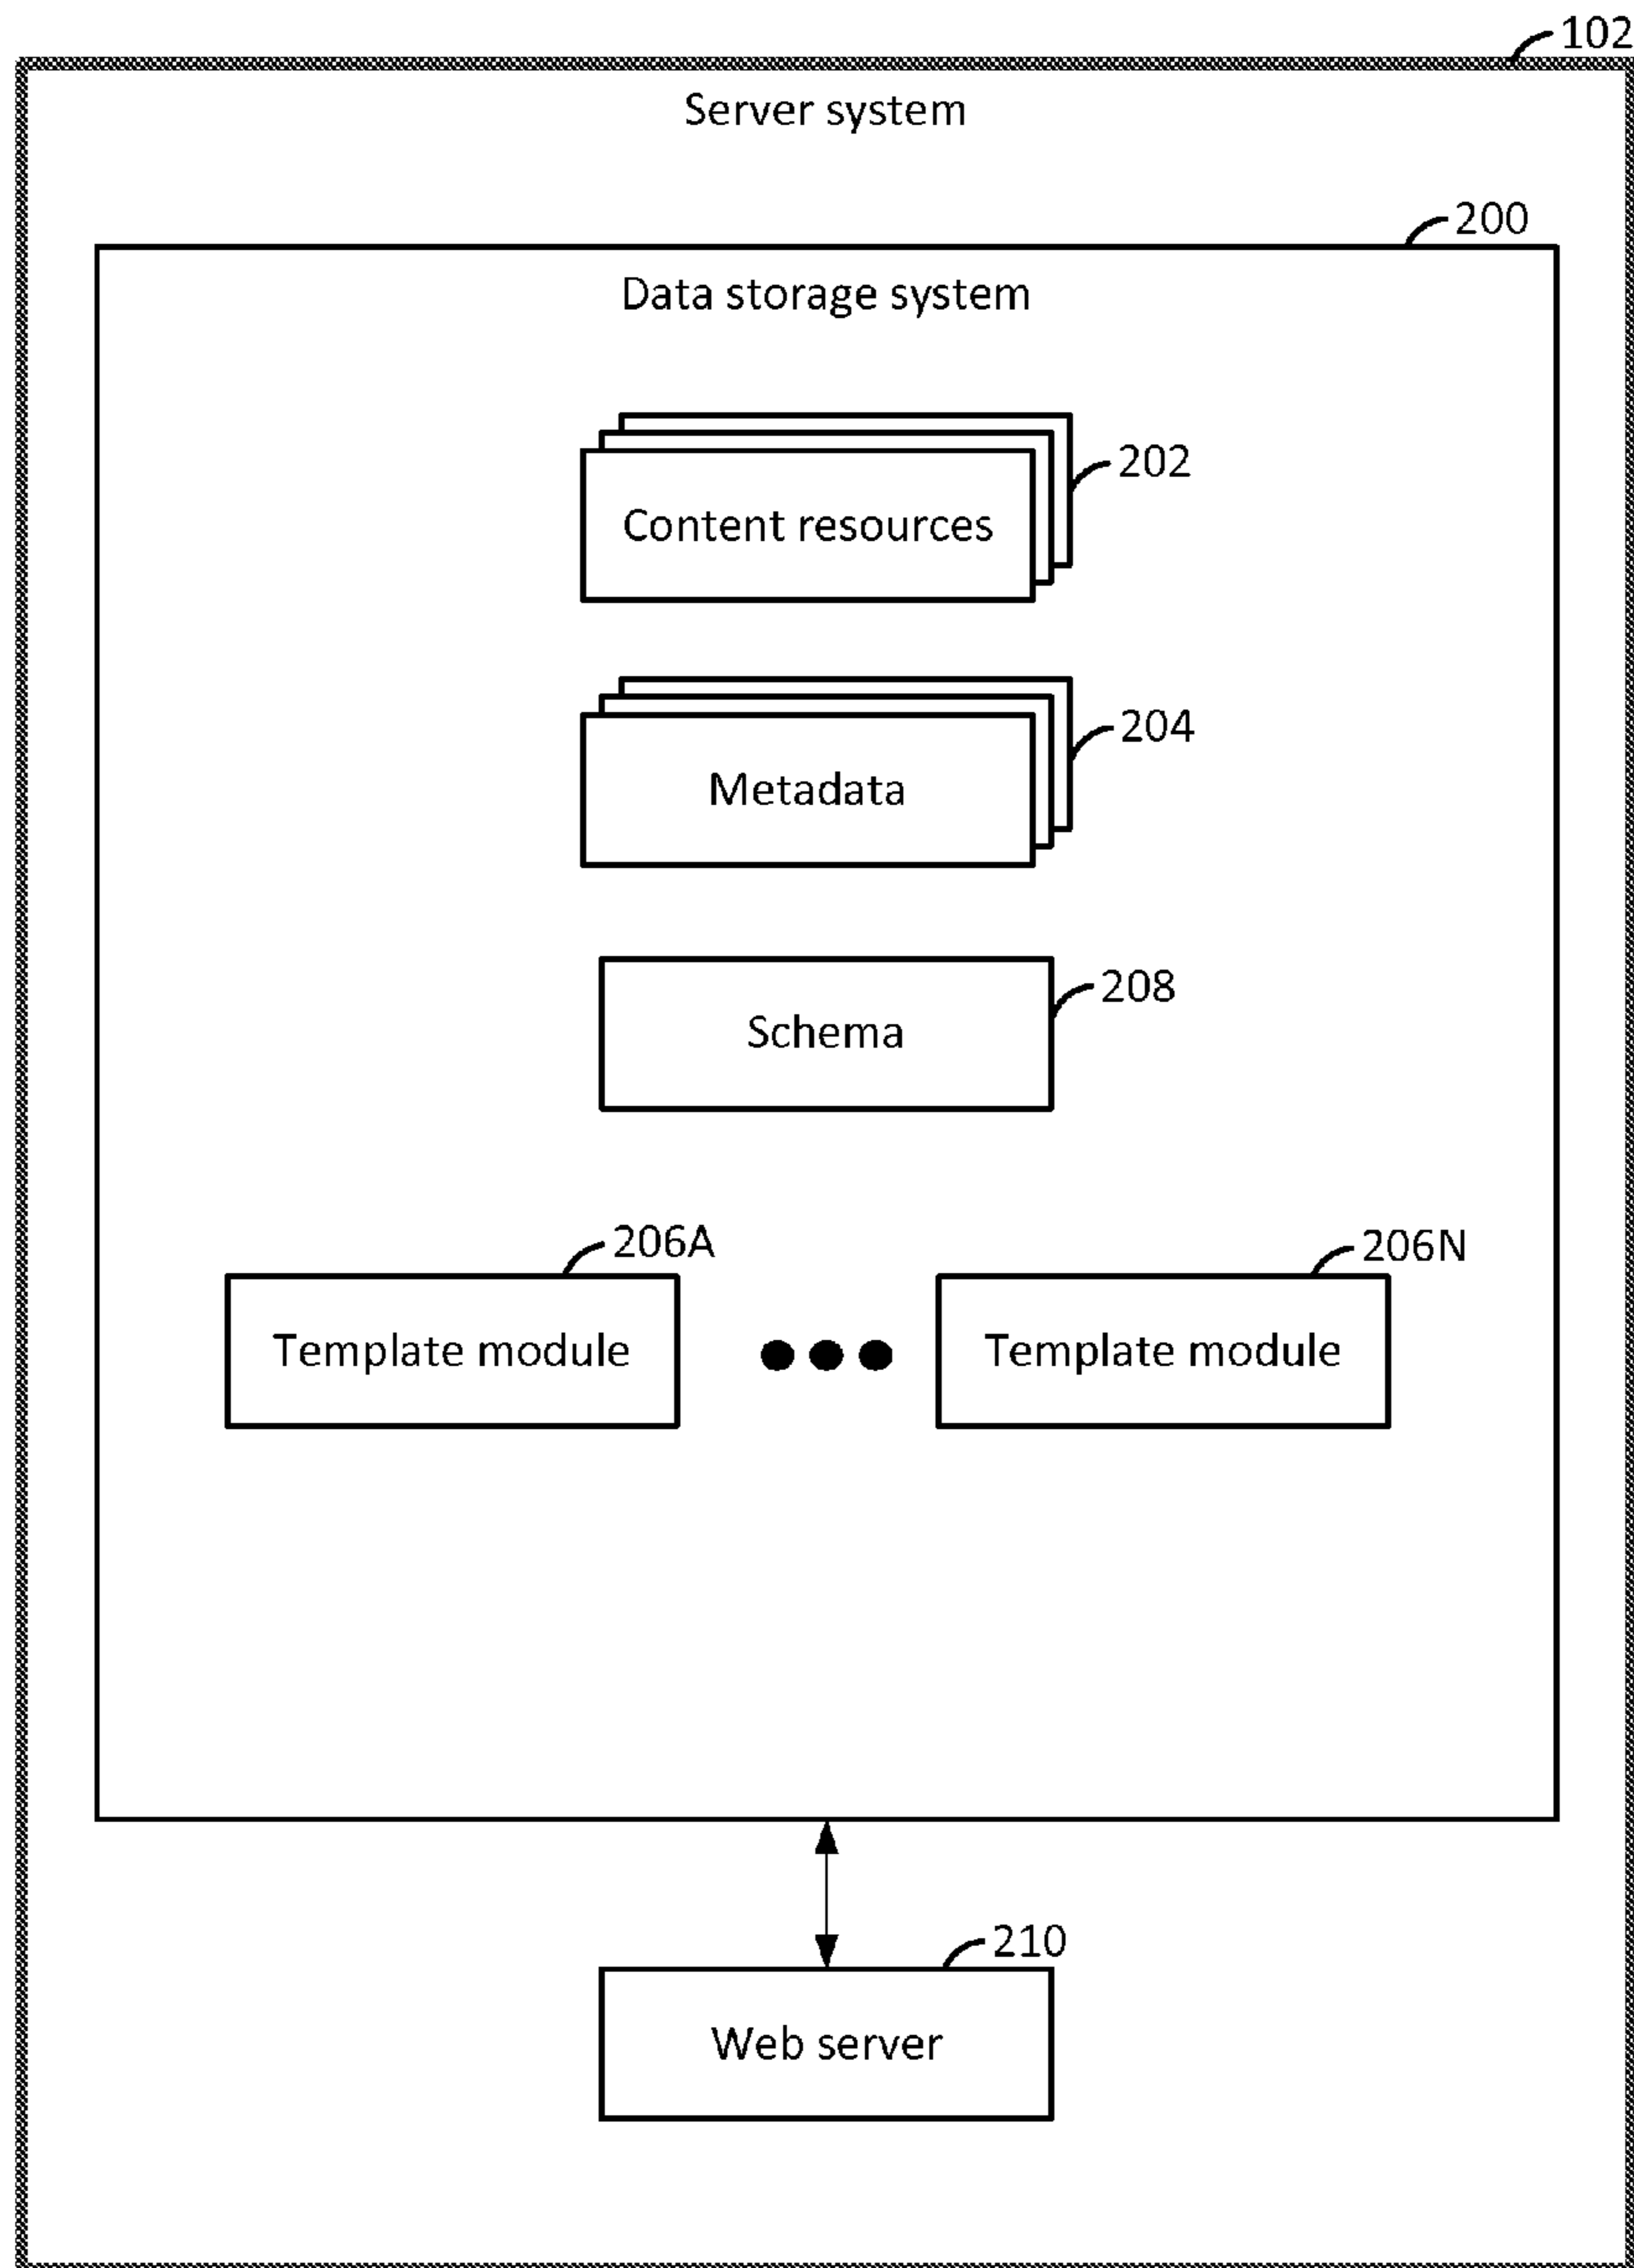 102
Server system
200
Data storage system
202
Content resources
204
Metadata
208
Schema
206A
206N
Template module
Template module
210
Web server